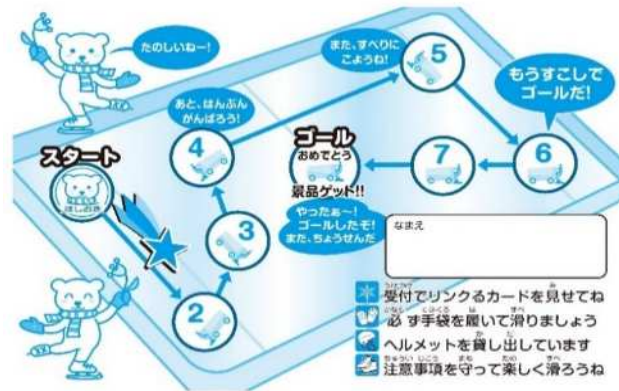 たのしいねー!
また、すべりに
こようね!
5
もうすこしで
ゴールだ!
あと、はんぶん
がんばろう!
4
スタート
ゴール
おめでとう
景品ゲット!!
7
6
3
2
やったぁ~!
ゴールしたぞ!
また、ちょうせんだ
なまえ
受付でリンクるカードを見せてね
必ず手袋を履いて滑りましょう
ヘルメットを貸し出しています
注意事項を守って楽しく滑ろうね